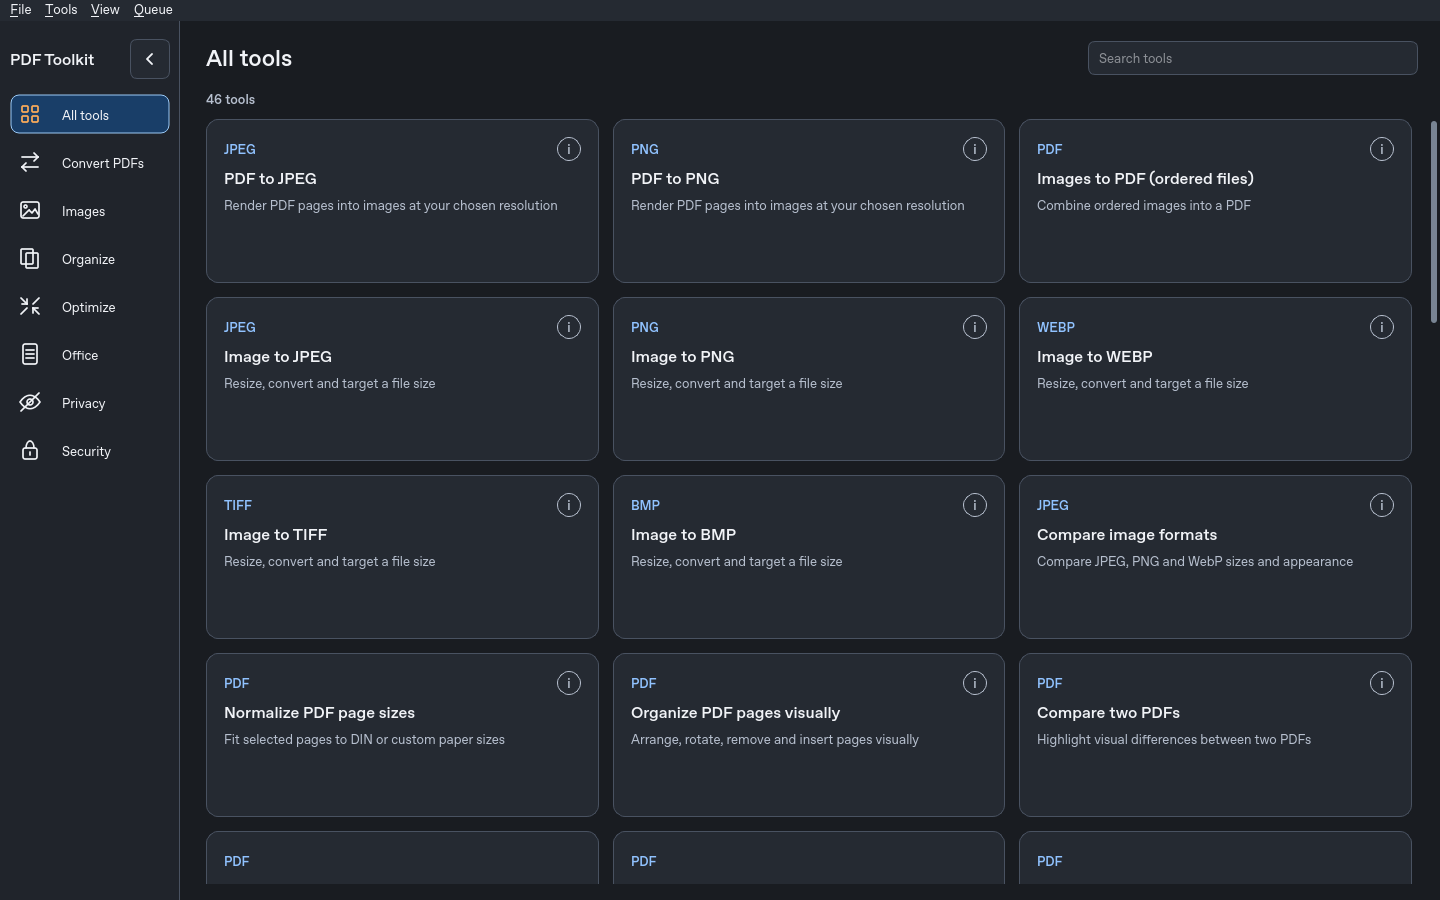 File Tools View Queue
PDF Toolkit
All tools
Convert PDFs
Images
Organize
Optimize
Office
Privacy
Security
All tools
Search tools
46 tools
JPEG
PDF to JPEG
Render PDF pages into images at your chosen resolution
PNG
PDF to PNG
Render PDF pages into images at your chosen resolution
PDF
Images to PDF (ordered files)
Combine ordered images into a PDF
JPEG
Image to JPEG
Resize, convert and target a file size
PNG
Image to PNG
Resize, convert and target a file size
WEBP
Image to WEBP
Resize, convert and target a file size
TIFF
Image to TIFF
Resize, convert and target a file size
BMP
Image to BMP
Resize, convert and target a file size
JPEG
Compare image formats
Compare JPEG, PNG and WebP sizes and appearance
PDF
Normalize PDF page sizes
Fit selected pages to DIN or custom paper sizes
PDF
Organize PDF pages visually
Arrange, rotate, remove and insert pages visually
PDF
Compare two PDFs
Highlight visual differences between two PDFs
PDF
PDF
PDF